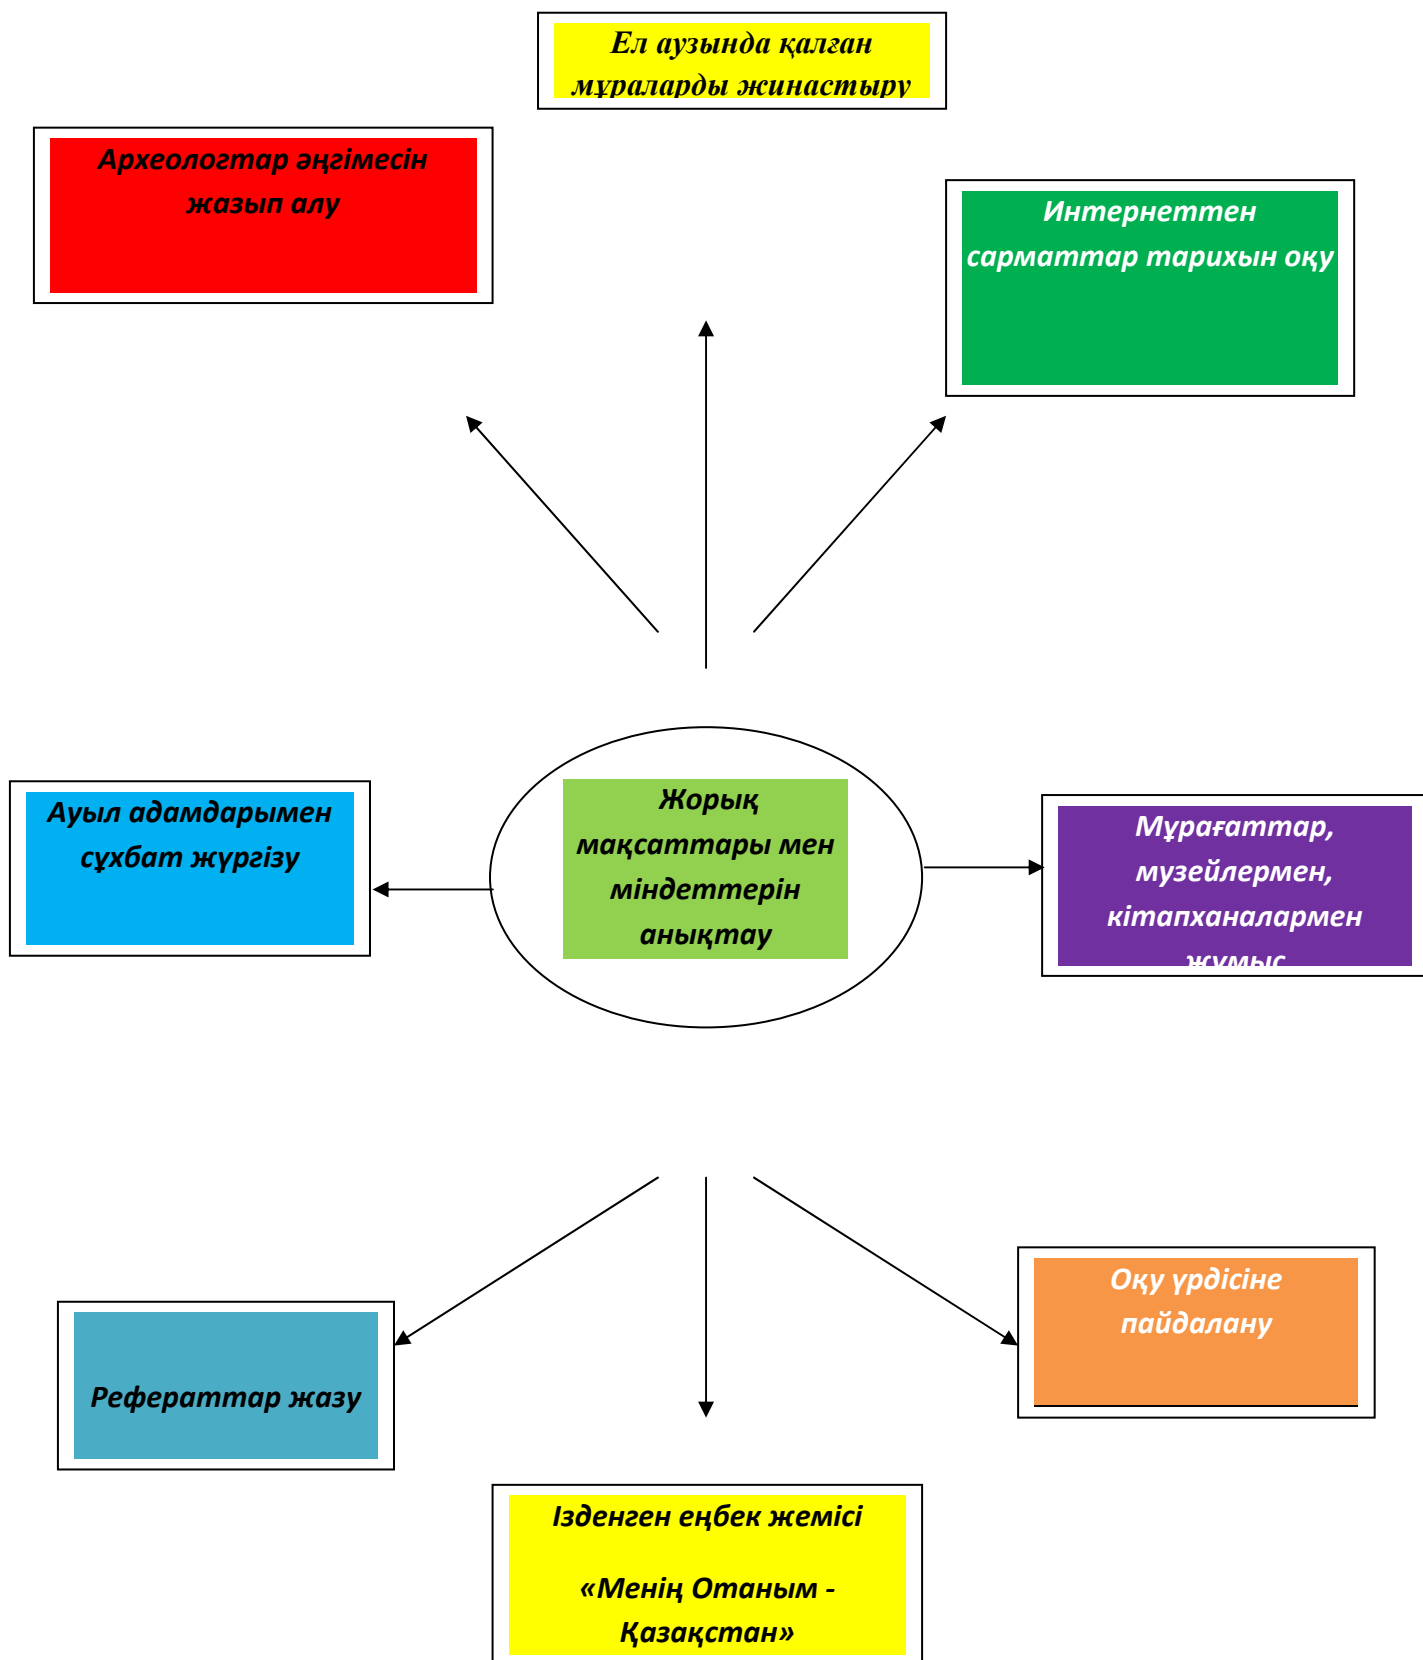 Ел аузында қалған
мұраларды жинастыру
Археологтар әңгімесін
жазып алу
Интернеттен
сарматтар тарихын оқу
Ауыл адамдарымен
сұхбат жүргізу
Жорық
мақсаттары мен
міндеттерін
анықтау
Мұрағаттар,
музейлермен,
кітапханалармен
жұмыс
Рефераттар жазу
Оқу үрдісіне
пайдалану
Ізденген еңбек жемісі
«Менің Отаным -
Қазақстан»